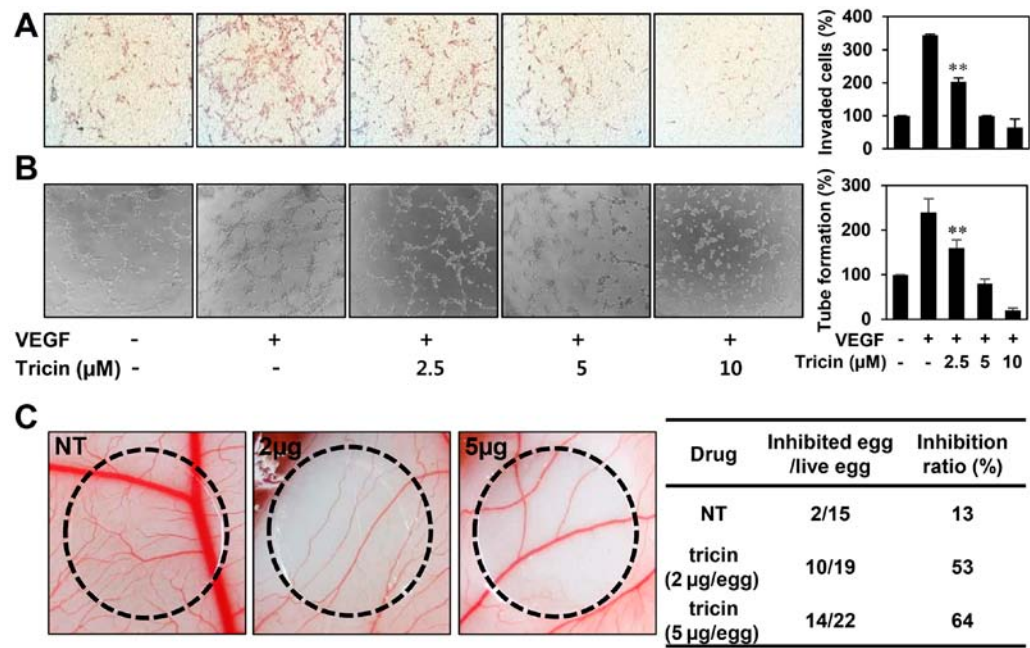 A
Invaded cells (%)
400
300
200
100
0
**
B
Tube formation (%)
300
200
100
0
**
VEGF - + + + +
Tricin (µM) - - 2.5 5 10
VEGF - + + + +
Tricin (µM) - - 2.5 5 10
C
NT
2µg
5µg
Drug Inhibited egg /live egg Inhibition ratio (%)
NT 2/15 13
tricin (2 µg/egg) 10/19 53
tricin (5 µg/egg) 14/22 64